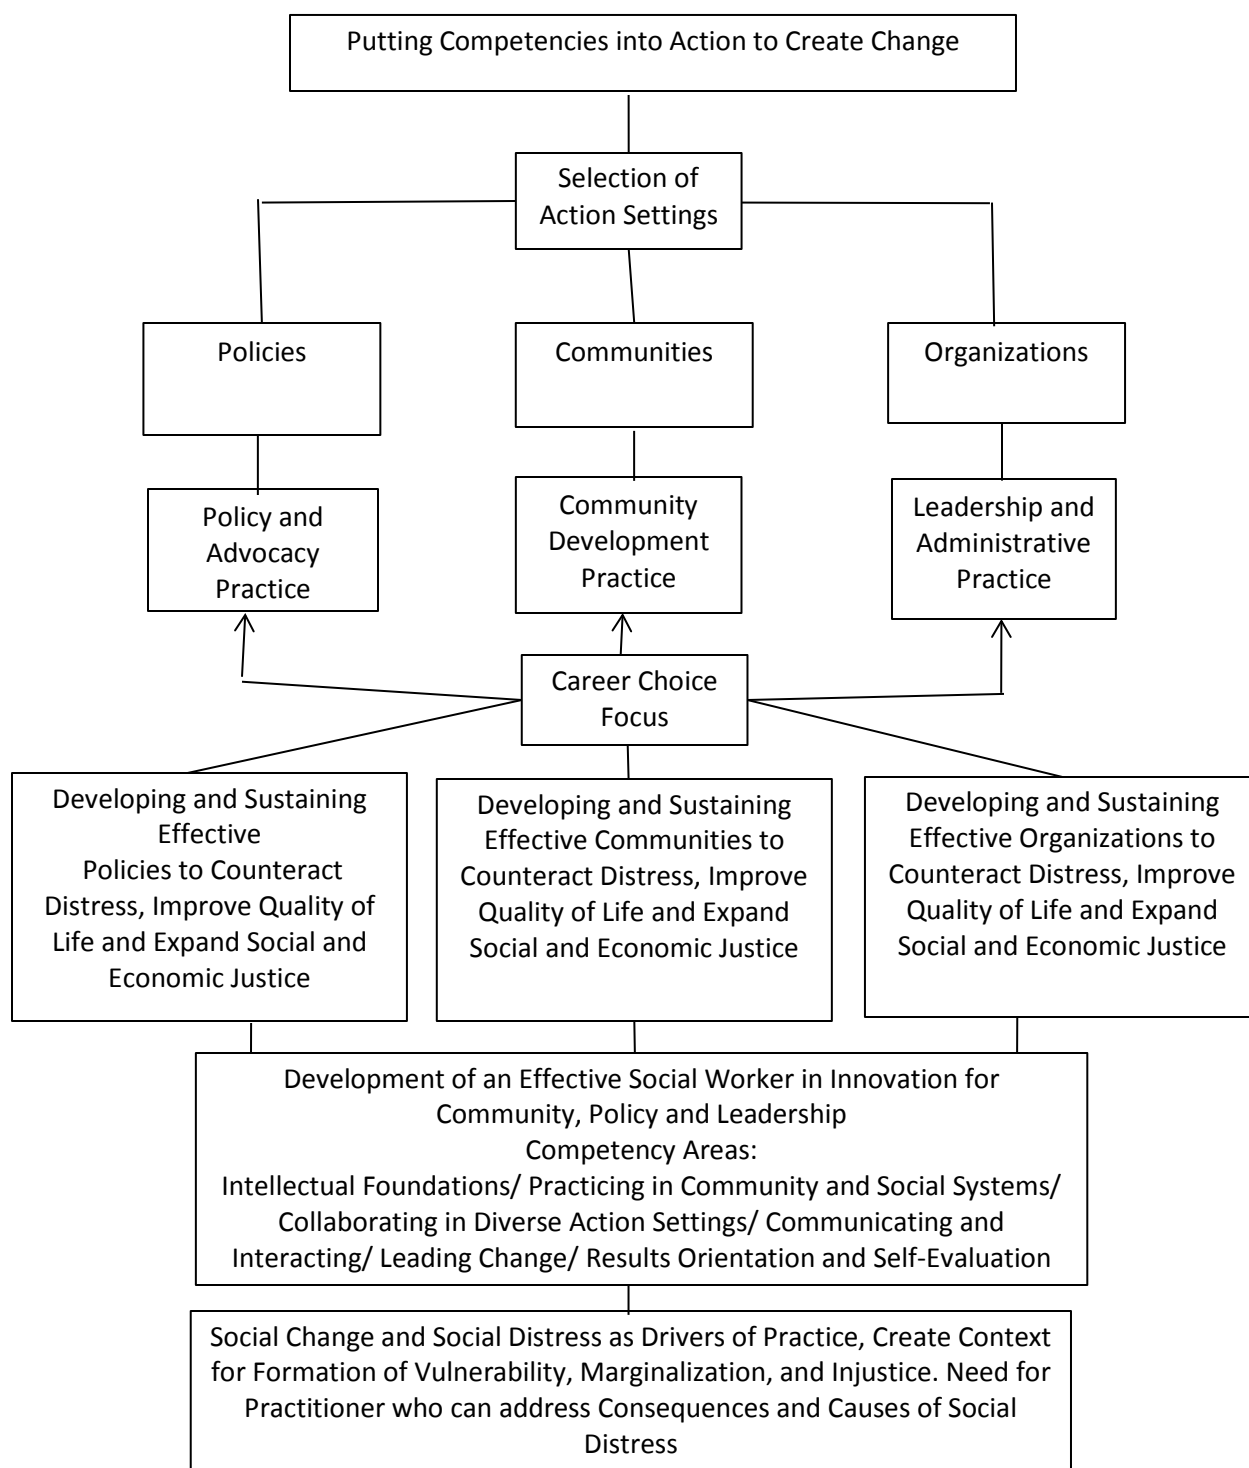 Putting Competencies into Action to Create Change
Selection of
Action Settings
Policies
Communities
Organizations
Policy and
Advocacy
Practice
Community
Development
Practice
Leadership and
Administrative
Practice
Career Choice
Focus
Developing and Sustaining
Effective
Policies to Counteract
Distress, Improve Quality of
Life and Expand Social and
Economic Justice
Developing and Sustaining
Effective Communities to
Counteract Distress, Improve
Quality of Life and Expand
Social and Economic Justice
Developing and Sustaining
Effective Organizations to
Counteract Distress, Improve
Quality of Life and Expand
Social and Economic Justice
Development of an Effective Social Worker in Innovation for
Community, Policy and Leadership
Competency Areas:
Intellectual Foundations/ Practicing in Community and Social Systems/
Collaborating in Diverse Action Settings/ Communicating and
Interacting/ Leading Change/ Results Orientation and Self-Evaluation
Social Change and Social Distress as Drivers of Practice, Create Context
for Formation of Vulnerability, Marginalization, and Injustice. Need for
Practitioner who can address Consequences and Causes of Social
Distress